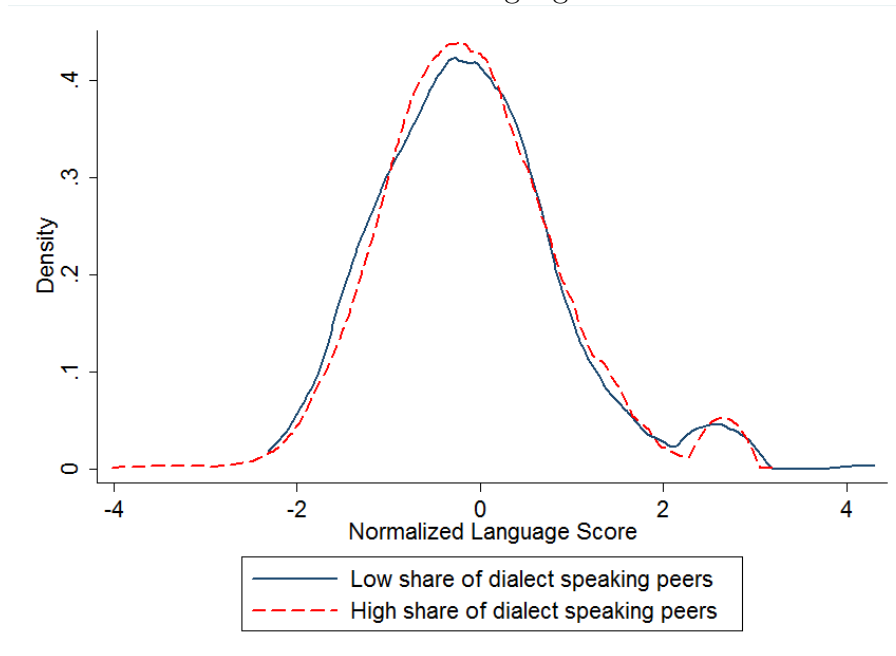 Density
.4
.3
.2
.1
0
-4 -2 0 2 4
Normalized Language Score
Low share of dialect speaking peers
High share of dialect speaking peers